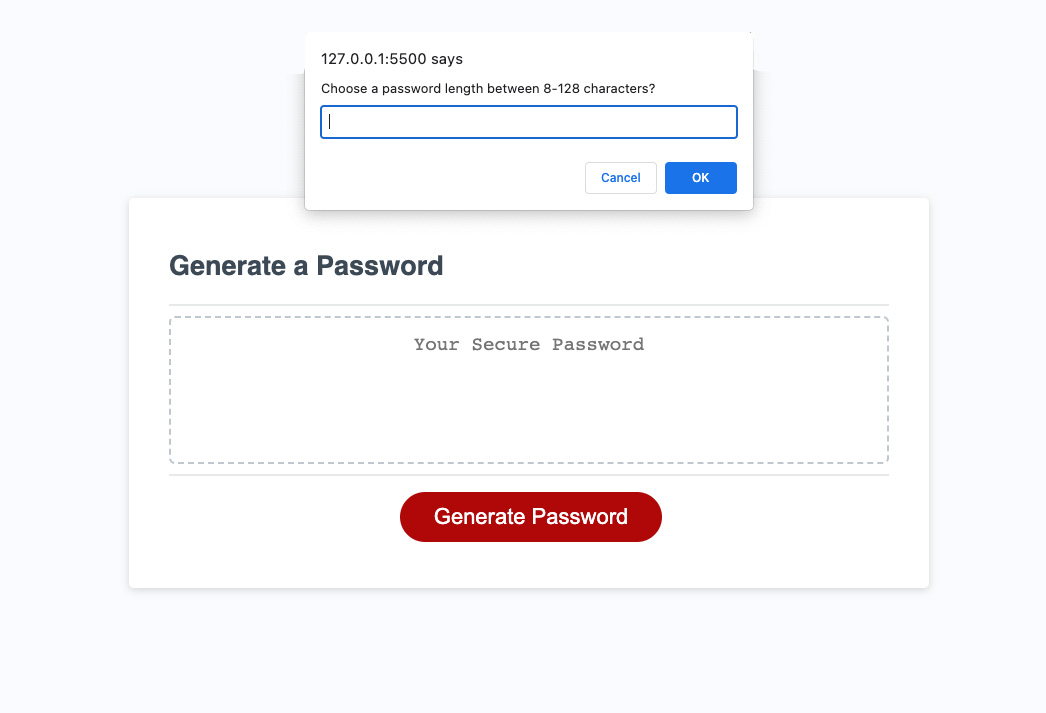 127.0.0.1:5500 says
Choose a password length between 8-128 characters?
Cancel
OK
Generate a Password
Your Secure Password
Generate Password